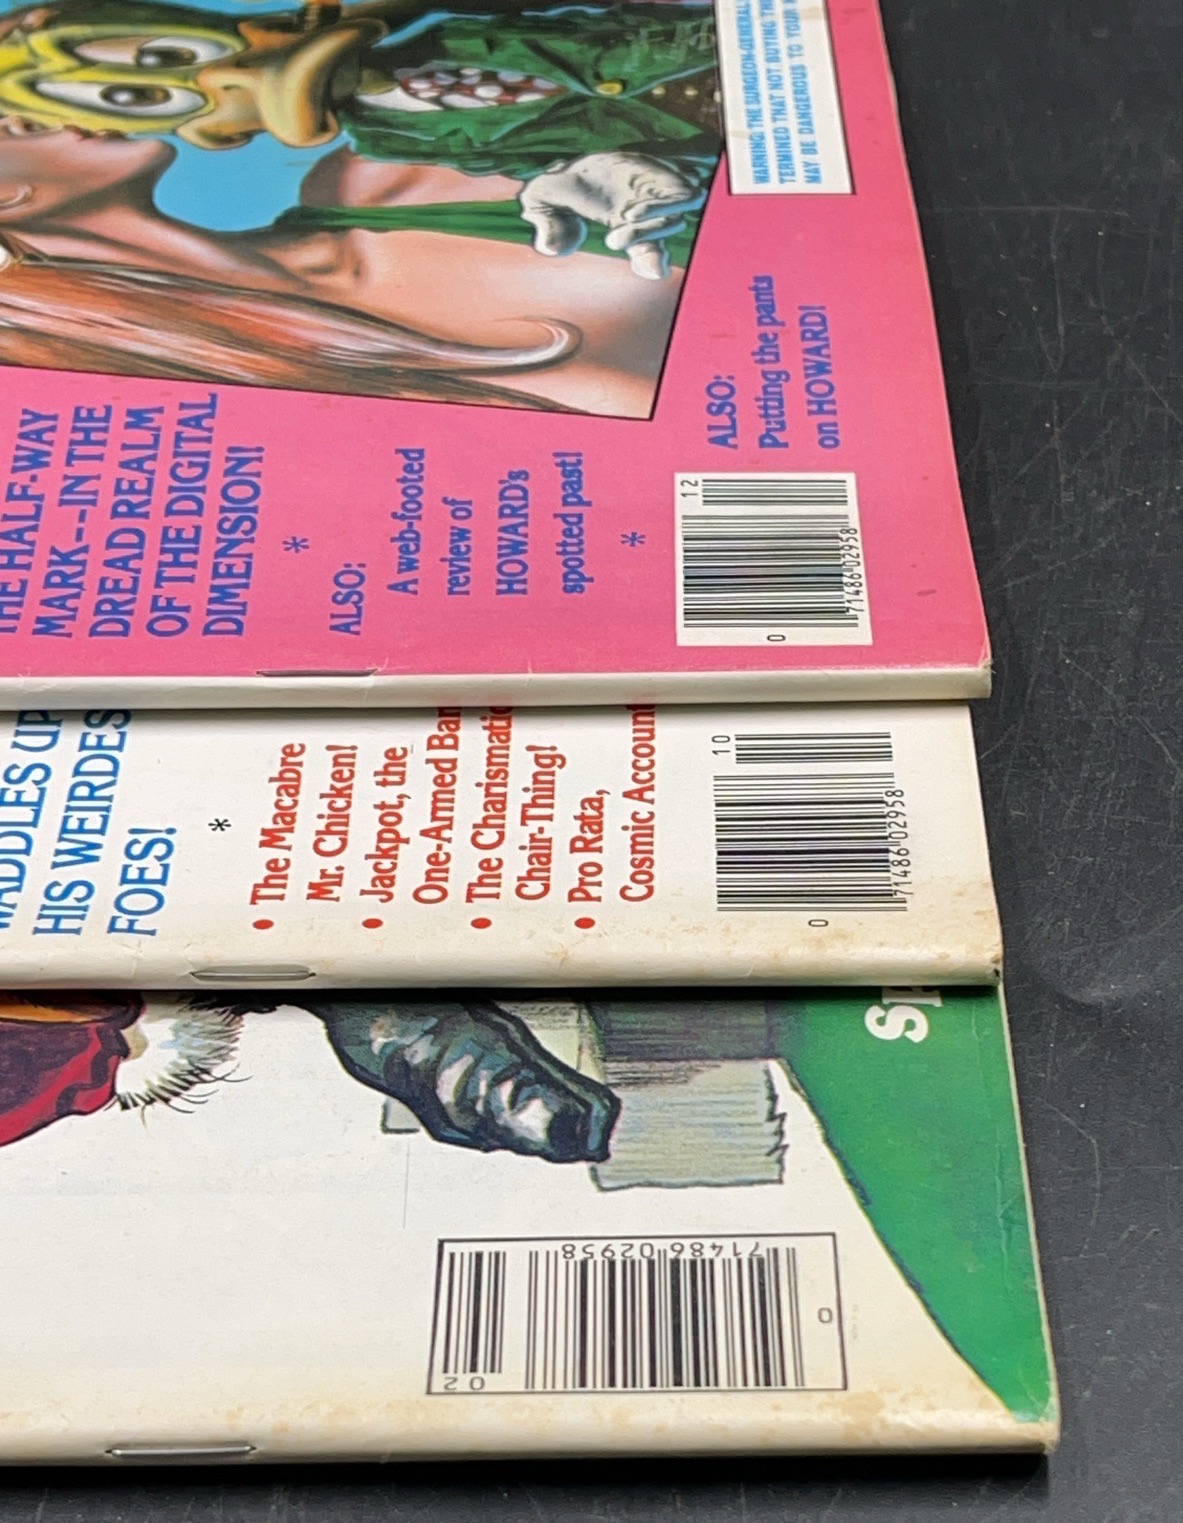 THE HALF-WAY
MARK--IN THE
DREAD REALM
OF THE DIGITAL
DIMENSION!
*
ALSO:
A web-footed
review of
HOWARD's
spotted past!
*
ALSO:
Putting the pants
on HOWARD!
WARNING: THE SURGEON GENERAL
TERMINED THAT NOT BUYING
MAY BE DANGEROUS TO YOUR
0 71486 02958 12
WADDLES UP
HIS WEIRDES
FOES!
*
• The Macabre
Mr. Chicken!
• Jackpot, the
One-Armed Ban
• The Charismatic
Chair-Thing!
• Pro Rata,
Cosmic Account
0 71486 02958 10
0 71486 02958 02